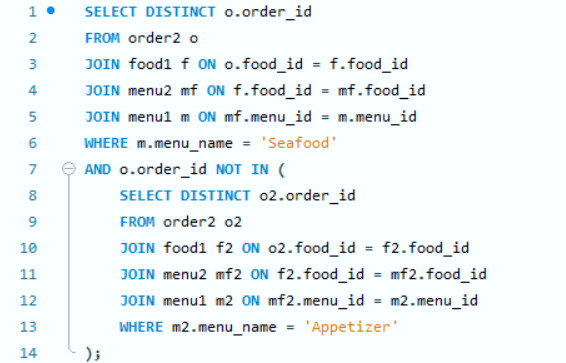 1 SELECT DISTINCT o.order_id
2 FROM order2 o
3 JOIN food1 f ON o.food_id = f.food_id
4 JOIN menu2 mf ON f.food_id = mf.food_id
5 JOIN menu1 m ON mf.menu_id = m.menu_id
6 WHERE m.menu_name = 'Seafood'
7 AND o.order_id NOT IN (
8 SELECT DISTINCT o2.order_id
9 FROM order2 o2
10 JOIN food1 f2 ON o2.food_id = f2.food_id
11 JOIN menu2 mf2 ON f2.food_id = mf2.food_id
12 JOIN menu1 m2 ON mf2.menu_id = m2.menu_id
13 WHERE m2.menu_name = 'Appetizer'
14 );